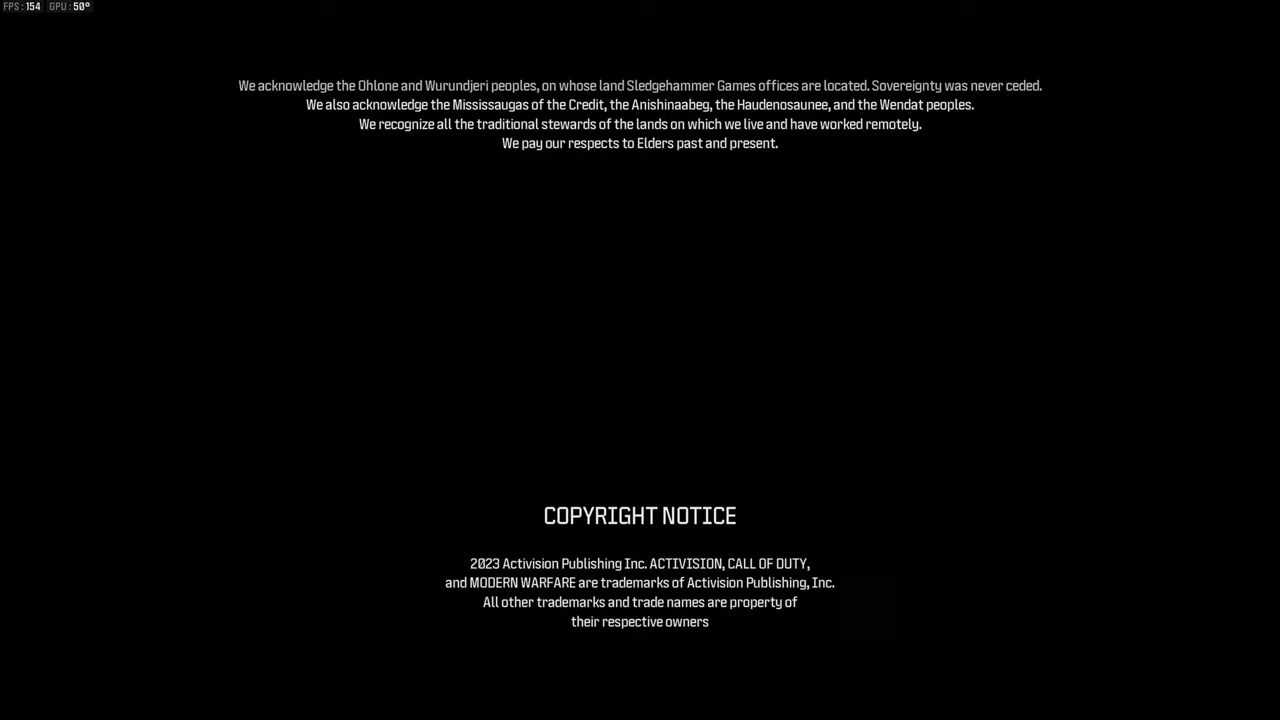 FPS: 154 GPU: 50°
We acknowledge the Ohlone and Wurundjeri peoples, on whose land Sledgehammer Games offices are located. Sovereignty was never ceded.
We also acknowledge the Mississaugas of the Credit, the Anishinaabeg, the Haudenosaunee, and the Wendat peoples.
We recognize all the traditional stewards of the lands on which we live and have worked remotely.
We pay our respects to Elders past and present.
COPYRIGHT NOTICE
2023 Activision Publishing Inc. ACTIVISION, CALL OF DUTY,
and MODERN WARFARE are trademarks of Activision Publishing, Inc.
All other trademarks and trade names are property of
their respective owners